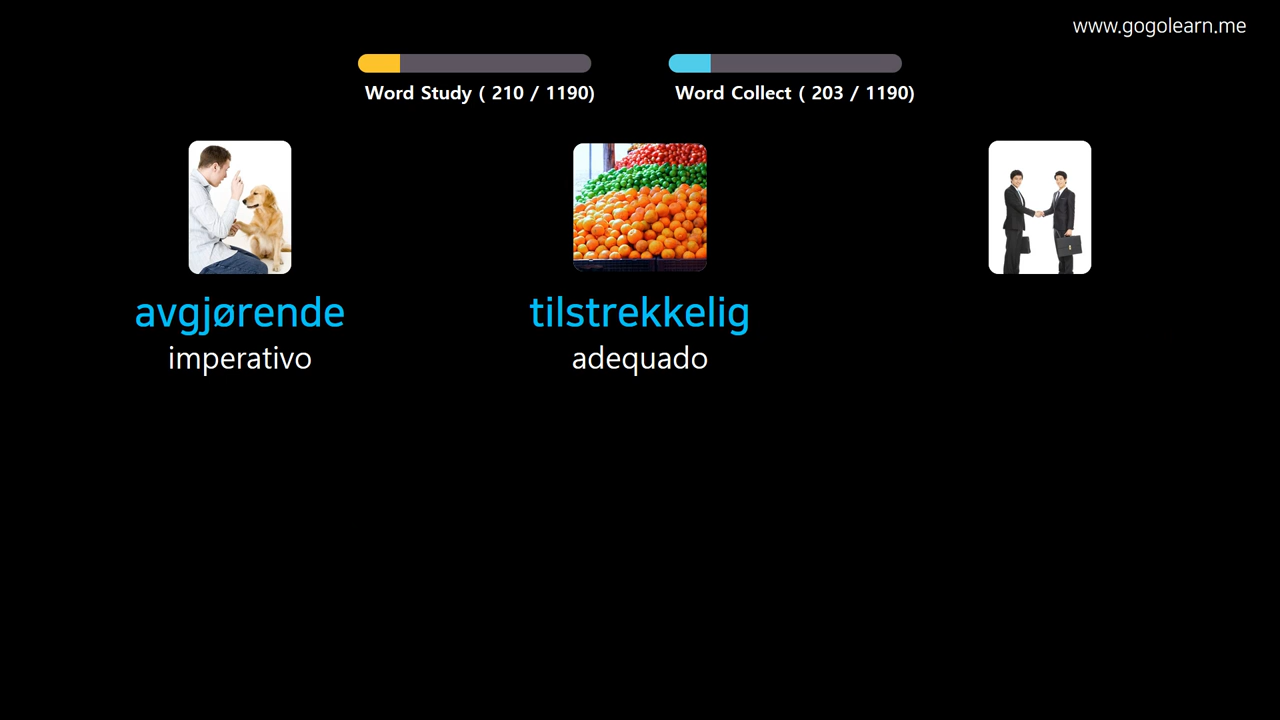 www.gogolearn.me
Word Study ( 210 / 1190)
Word Collect ( 203 / 1190)
avgjørende
imperativo
tilstrekkelig
adequado